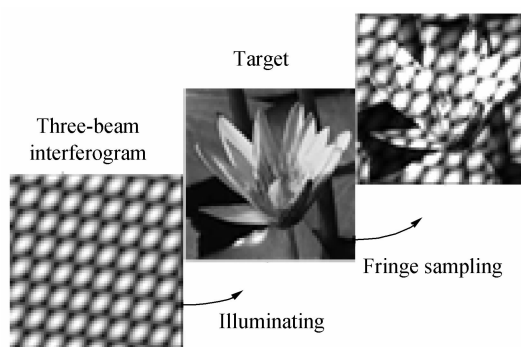 Target
Three-beam
interferogram
Fringe sampling
Illuminating